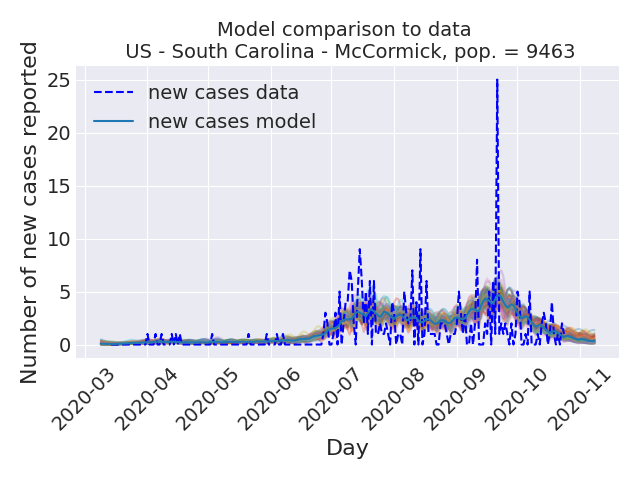 Model comparison to data
US - South Carolina - McCormick, pop. = 9463
Number of new cases reported
25
20
15
10
5
0
new cases data
new cases model
2020-03
2020-04
2020-05
2020-06
2020-07
2020-08
2020-09
2020-10
2020-11
Day